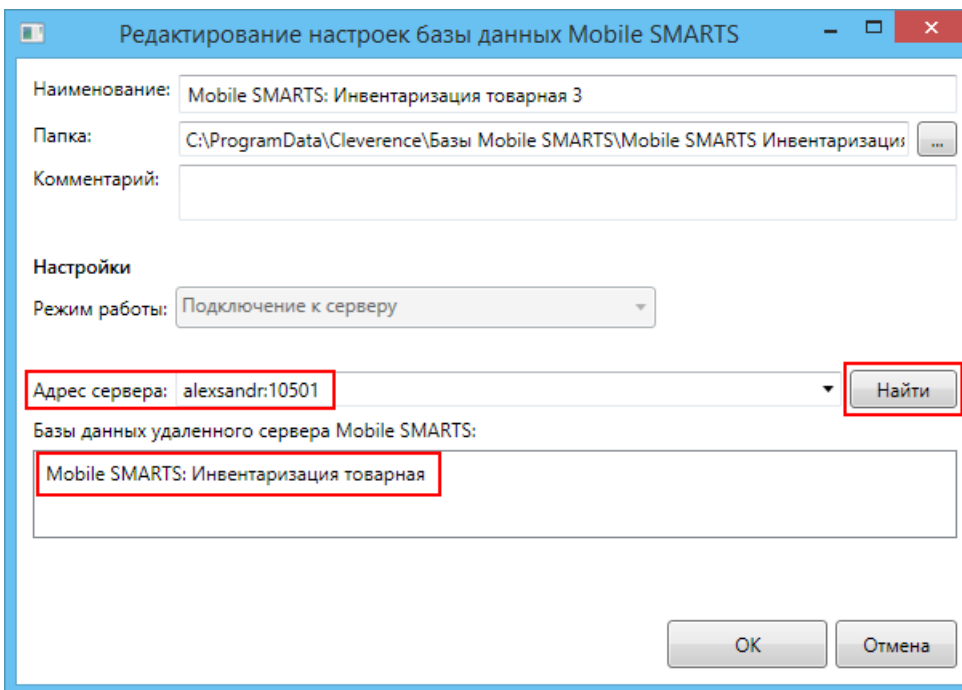 Редактирование настроек базы данных Mobile SMARTS
Наименование: Mobile SMARTS: Инвентаризация товарная 3
Папка: C:\ProgramData\Cleverence\Базы Mobile SMARTS\Mobile SMARTS Инвентаризация ...
Комментарий:
Настройки
Режим работы: Подключение к серверу
Адрес сервера: alexsandr:10501 Найти
Базы данных удаленного сервера Mobile SMARTS:
Mobile SMARTS: Инвентаризация товарная
OK Отмена